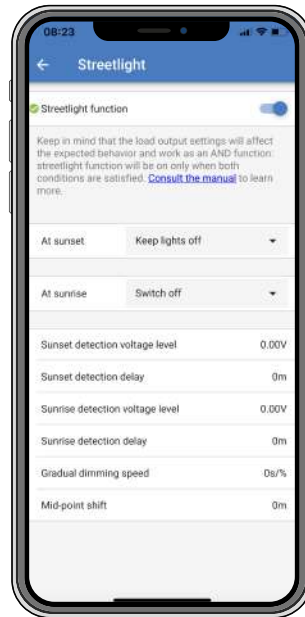 08:23
Streetlight
Streetlight function
Keep in mind that the load output settings will affect
the expected behavior and work as an AND function:
streetlight function will be on only when both
conditions are satisfied. Consult the manual to learn
more.
At sunset Keep lights off
At sunrise Switch off
Sunset detection voltage level 0.00V
Sunset detection delay 0m
Sunrise detection voltage level 0.00V
Sunrise detection delay 0m
Gradual dimming speed 0s/%
Mid-point shift 0m